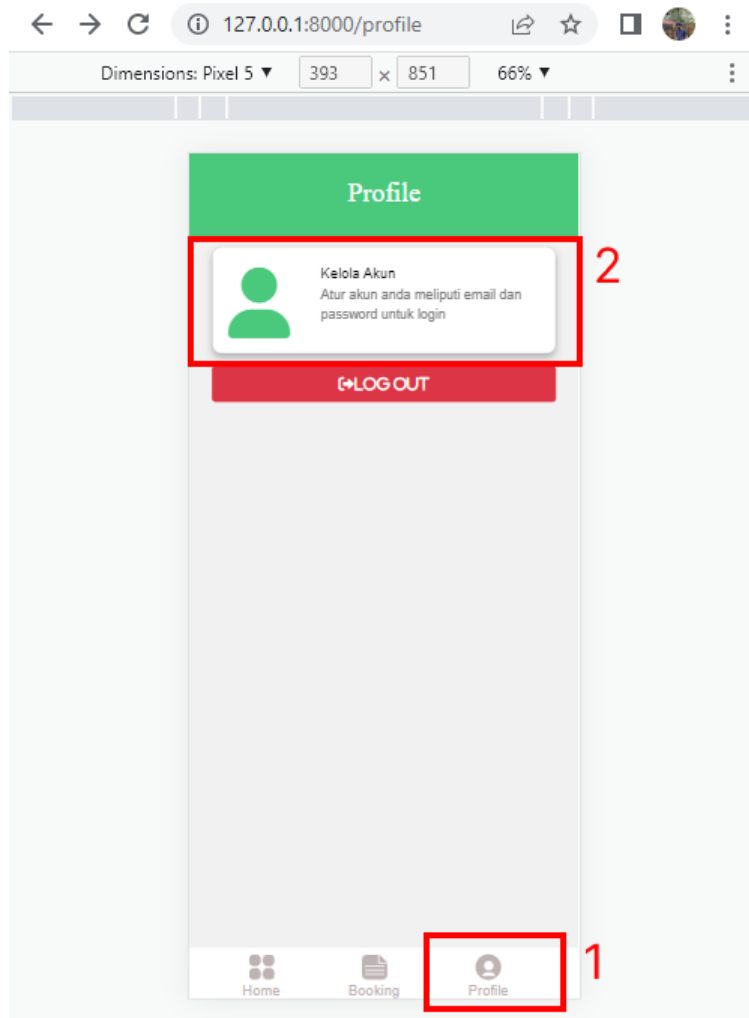 127.0.0.1:8000/profile
Dimensions: Pixel 5 ▼ 393 × 851 66% ▼
Profile
2
Kelola Akun
Atur akun anda meliputi email dan
password untuk login
LOG OUT
1
Home Booking Profile